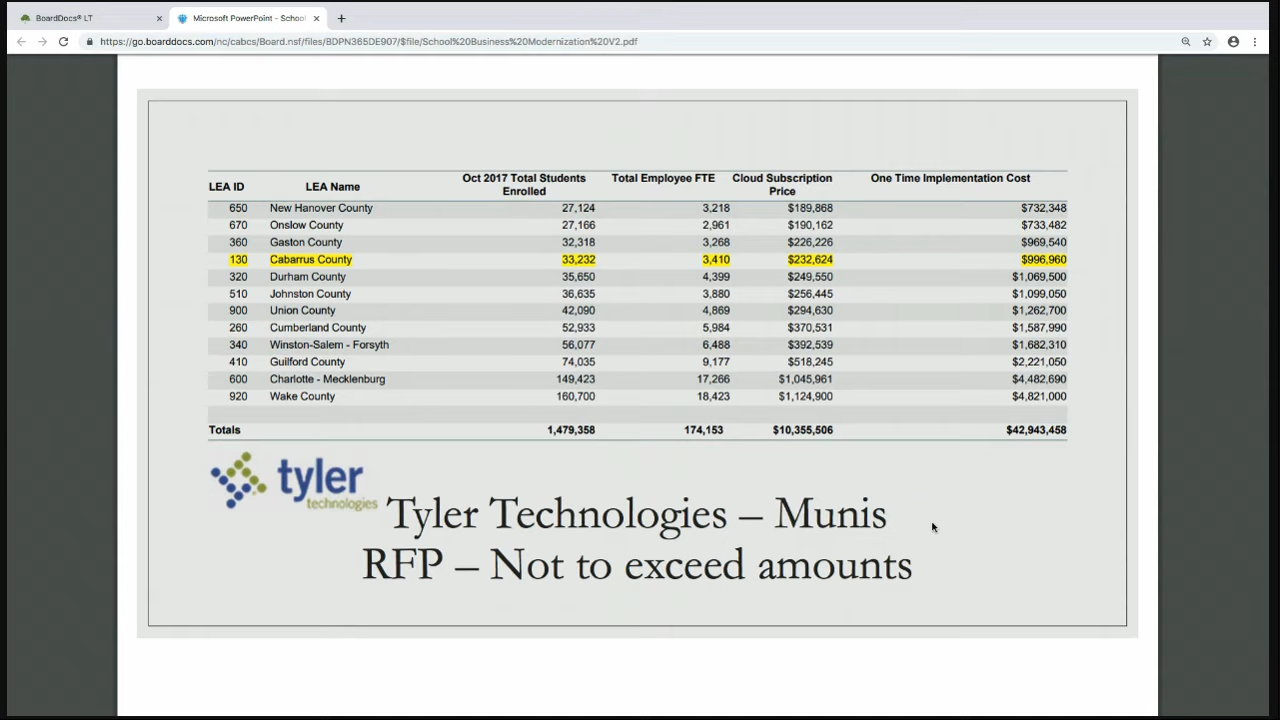 BoardDocs® LT
Microsoft PowerPoint - School
https://go.boarddocs.com/nc/cabcs/Board.nsf/files/BDPN365DE907/$file/School%20Business%20Modernization%20V2.pdf
LEA ID LEA Name Oct 2017 Total Students Enrolled Total Employee FTE Cloud Subscription Price One Time Implementation Cost
650 New Hanover County 27,124 3,218 $189,868 $732,348
670 Onslow County 27,166 2,961 $190,162 $733,482
360 Gaston County 32,318 3,268 $226,226 $969,540
130 Cabarrus County 33,232 3,410 $232,624 $996,960
320 Durham County 35,650 4,399 $249,550 $1,069,500
510 Johnston County 36,635 3,880 $256,445 $1,099,050
900 Union County 42,090 4,869 $294,630 $1,262,700
260 Cumberland County 52,933 5,984 $370,531 $1,587,990
340 Winston-Salem - Forsyth 56,077 6,488 $392,539 $1,682,310
410 Guilford County 74,035 9,177 $518,245 $2,221,050
600 Charlotte - Mecklenburg 149,423 17,266 $1,045,961 $4,482,690
920 Wake County 160,700 18,423 $1,124,900 $4,821,000
Totals 1,479,358 174,153 $10,355,506 $42,943,458
tyler
technologies
Tyler Technologies – Munis
RFP – Not to exceed amounts